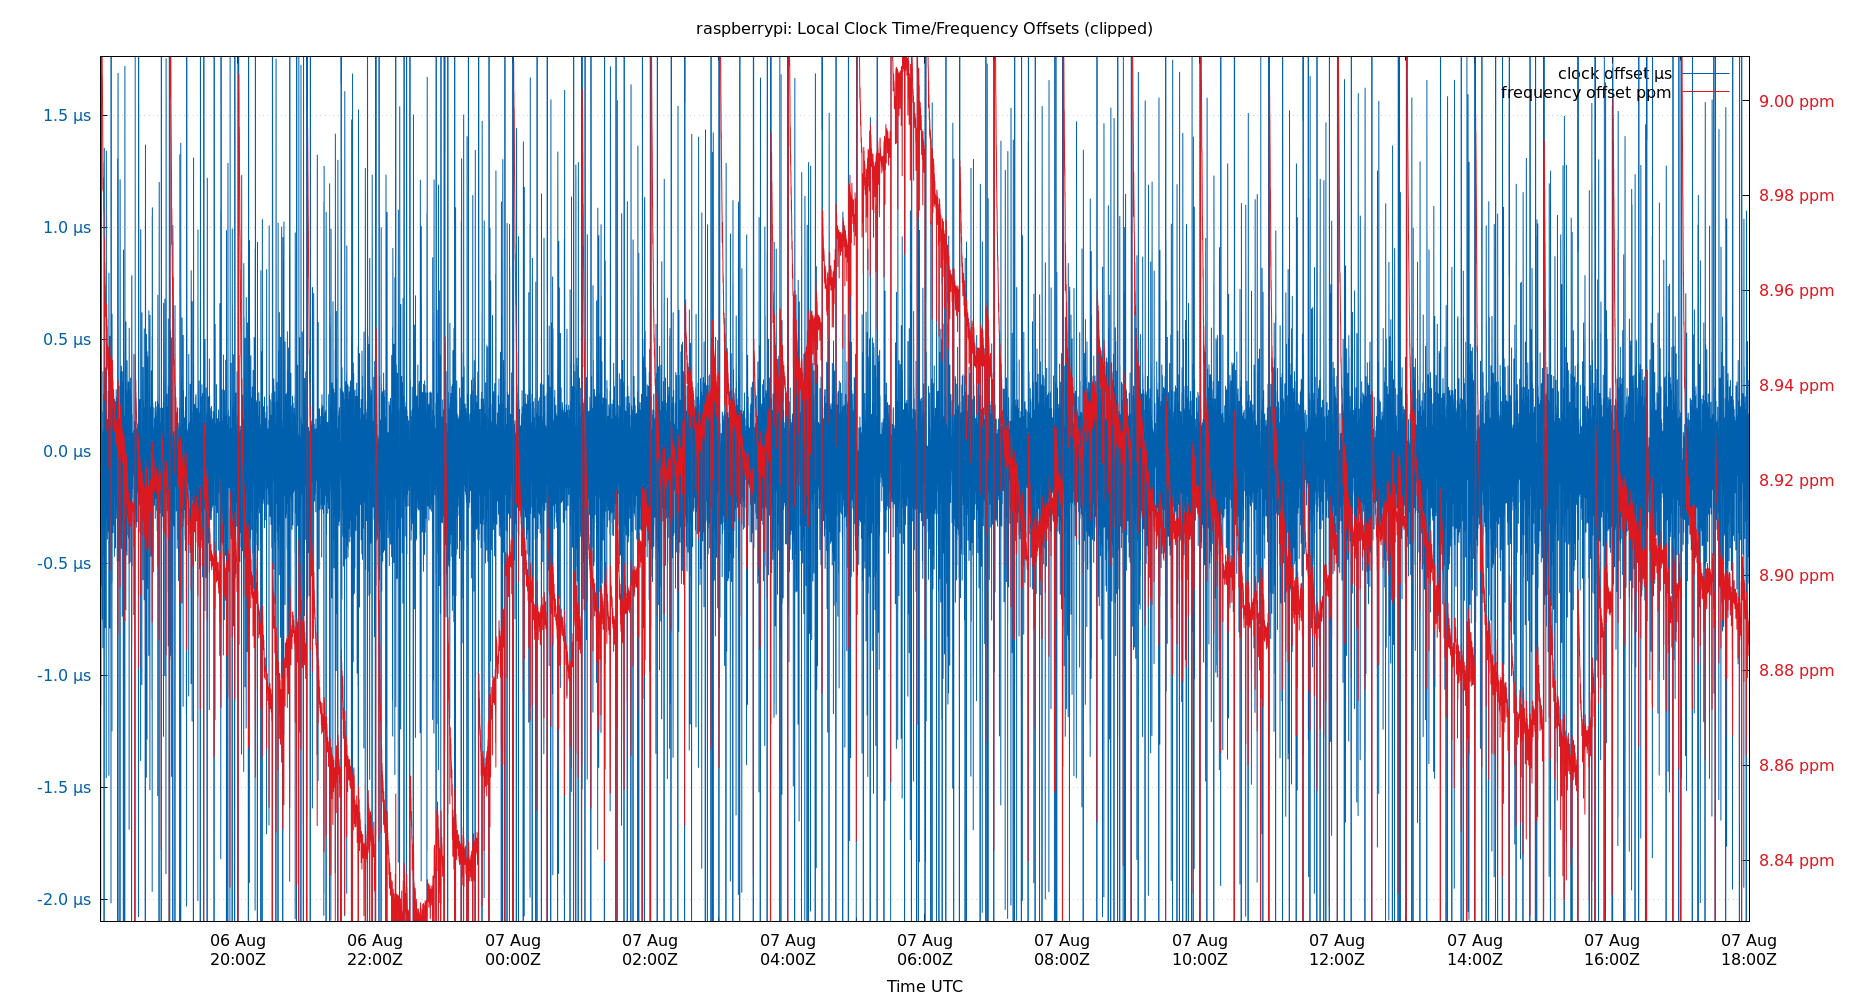 raspberrypi: Local Clock Time/Frequency Offsets (clipped)
clock offset µs
frequency offset ppm
1.5 µs
1.0 µs
0.5 µs
0.0 µs
-0.5 µs
-1.0 µs
-1.5 µs
-2.0 µs
9.00 ppm
8.98 ppm
8.96 ppm
8.94 ppm
8.92 ppm
8.90 ppm
8.88 ppm
8.86 ppm
8.84 ppm
06 Aug 06 Aug 07 Aug 07 Aug 07 Aug 07 Aug 07 Aug 07 Aug 07 Aug 07 Aug 07 Aug 07 Aug
20:00Z 22:00Z 00:00Z 02:00Z 04:00Z 06:00Z 08:00Z 10:00Z 12:00Z 14:00Z 16:00Z 18:00Z
Time UTC